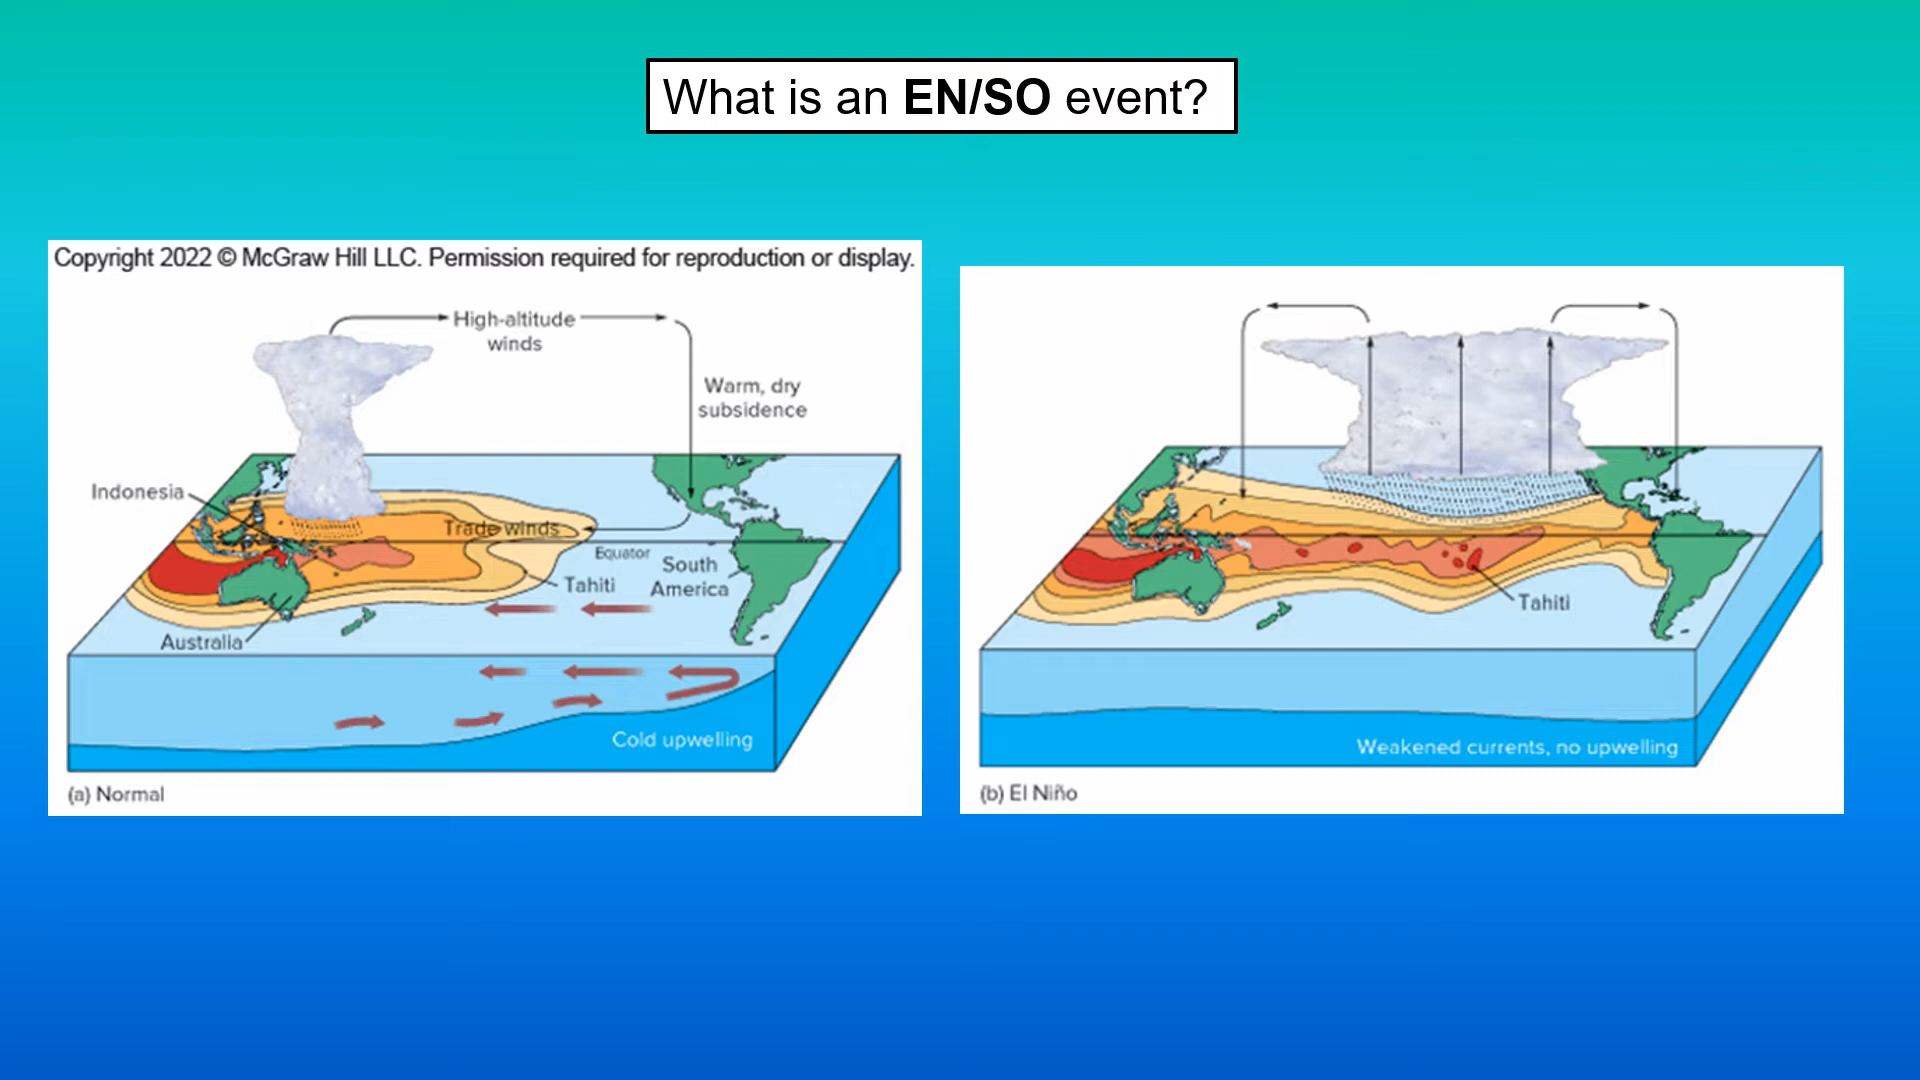 What is an EN/SO event?
Copyright 2022 © McGraw Hill LLC. Permission required for reproduction or display.
High-altitude
winds
Warm, dry
subsidence
Indonesia
Trade winds
Equator
South
America
Tahiti
Australia
Cold upwelling
(a) Normal
Tahiti
Weakened currents, no upwelling
(b) El Niño